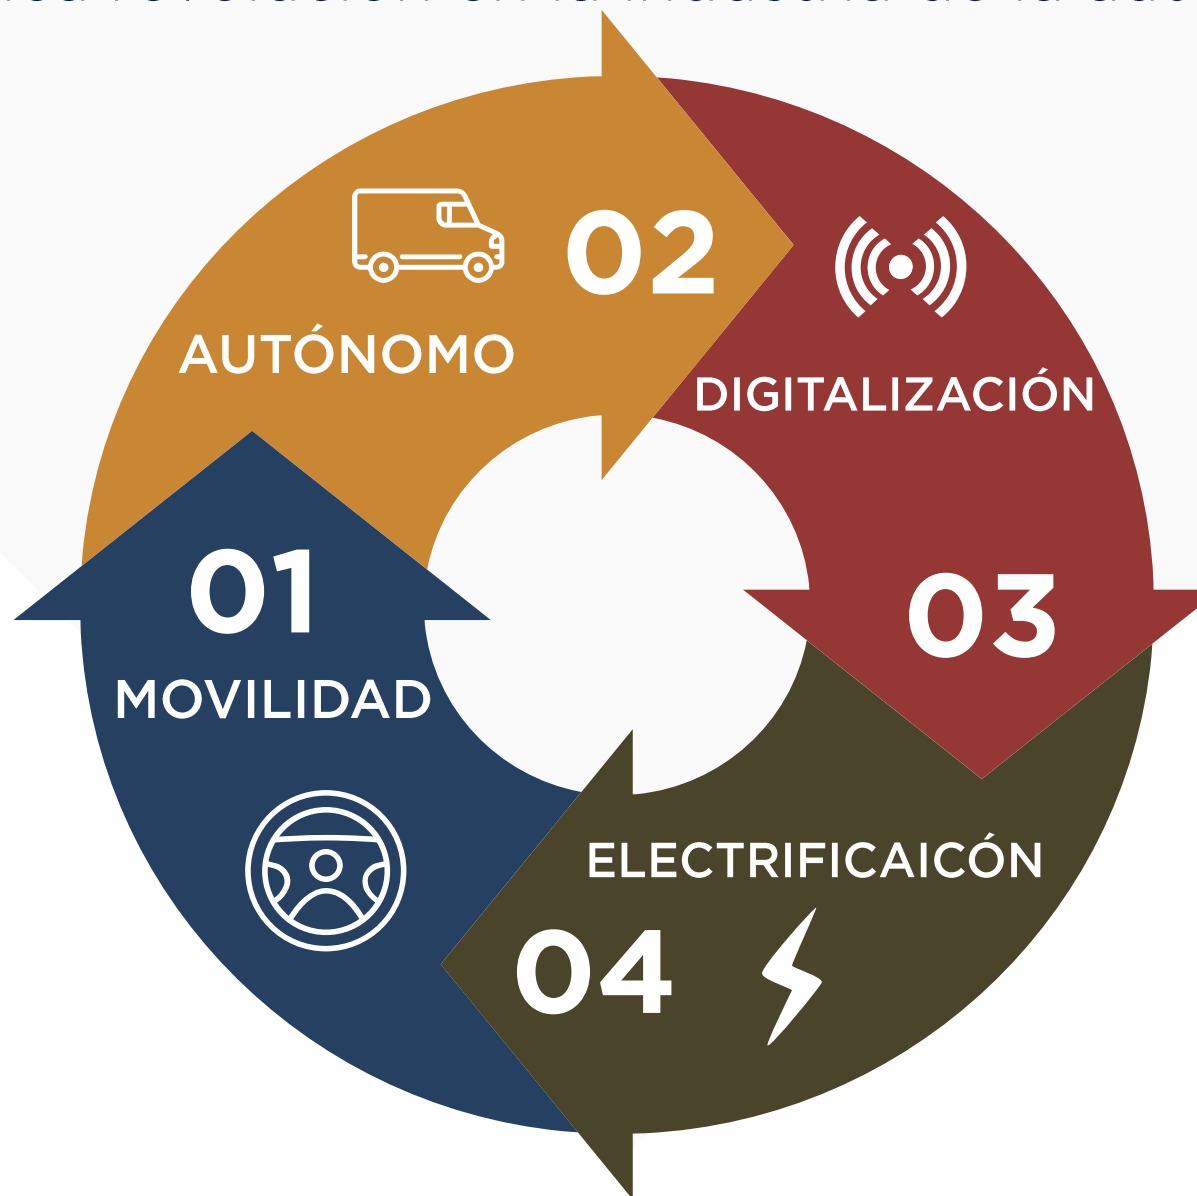 02
AUTÓNOMO
DIGITALIZACIÓN
01
03
MOVILIDAD
ELECTRIFICAICÓN
04